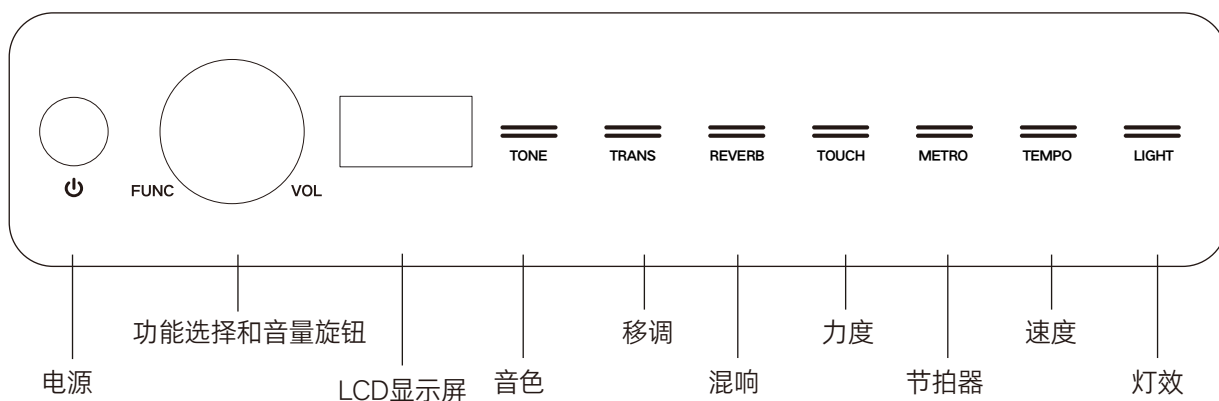 TONE
TRANS
REVERB
TOUCH
METRO
TEMPO
LIGHT
FUNC
VOL
功能选择和音量旋钮
移调
力度
速度
电源
LCD显示屏
音色
混响
节拍器
灯效